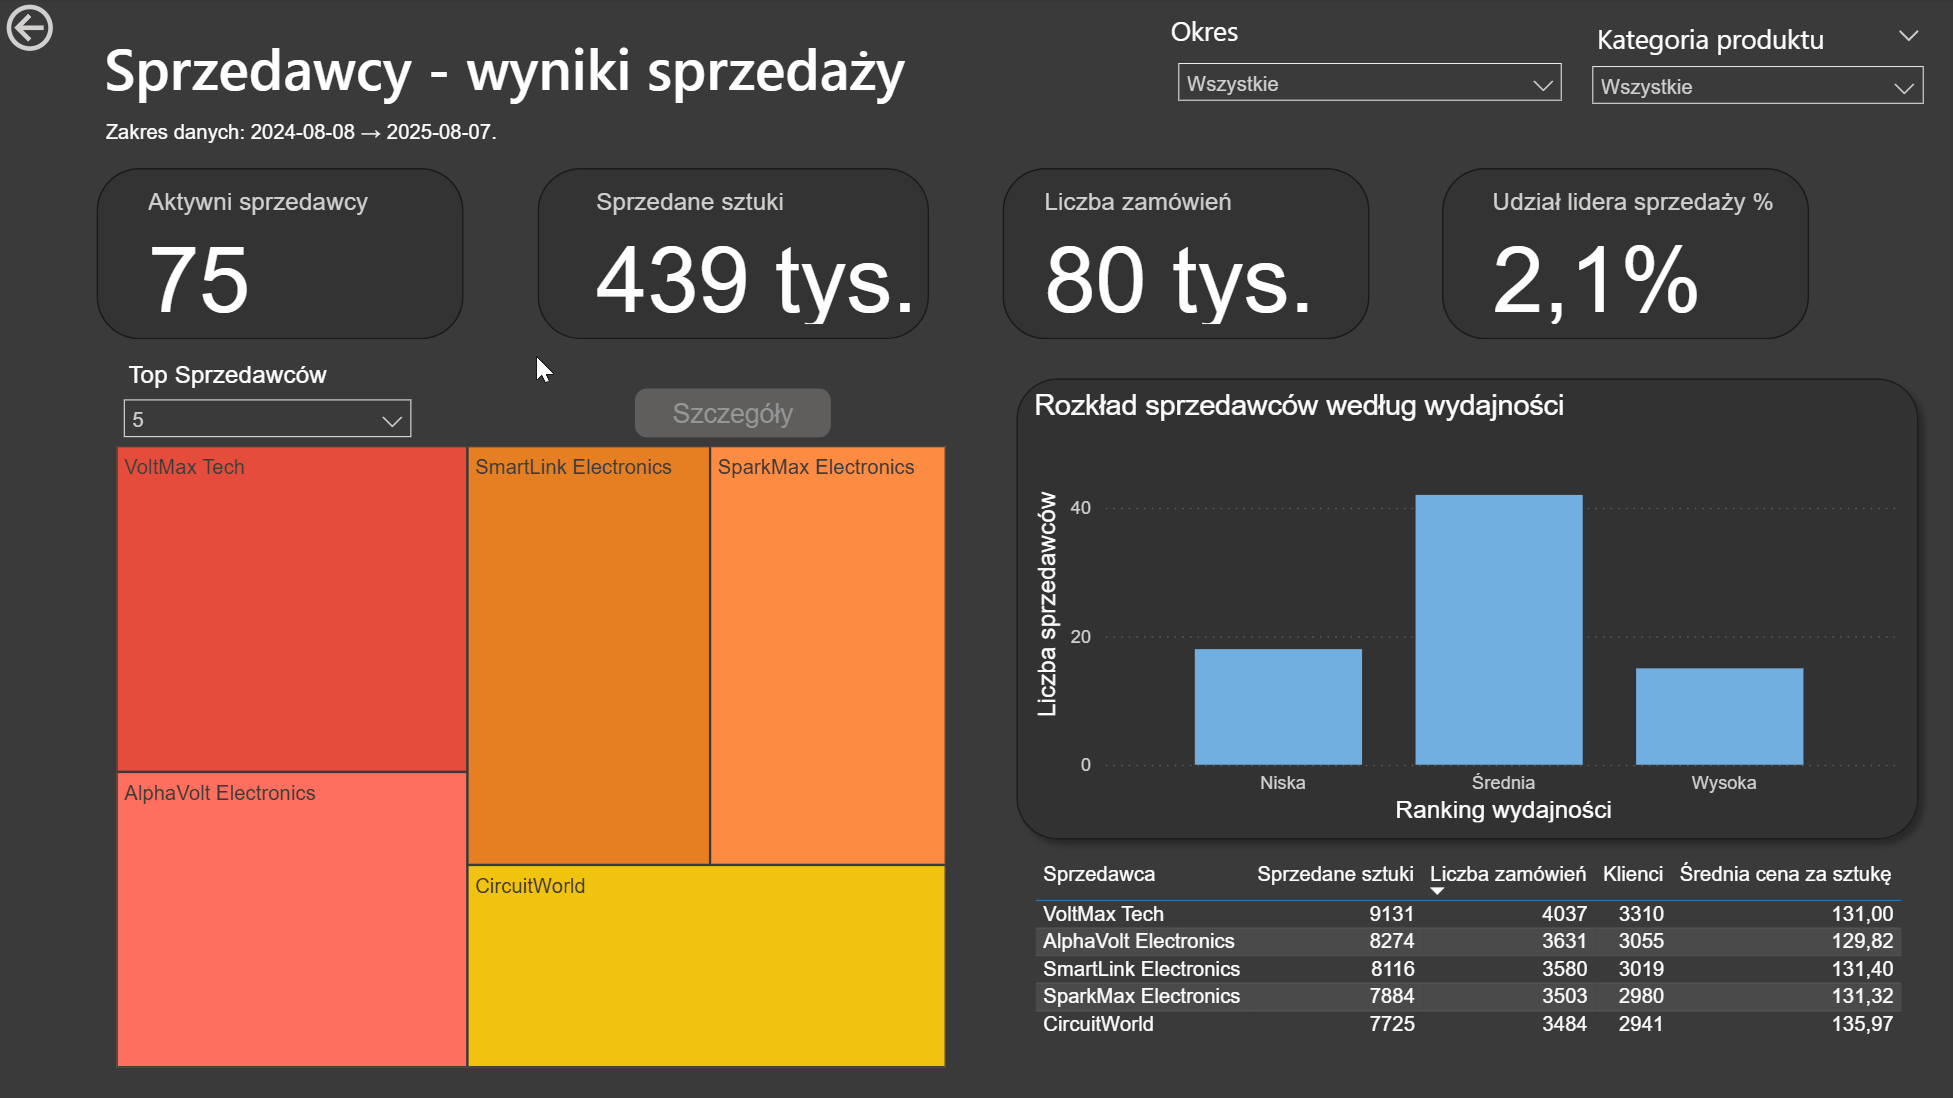 Sprzedawcy - wyniki sprzedaży
Zakres danych: 2024-08-08 → 2025-08-07.
Okres
Wszystkie
Kategoria produktu
Wszystkie
Aktywni sprzedawcy
75
Sprzedane sztuki
439 tys.
Liczba zamówień
80 tys.
Udział lidera sprzedaży %
2,1%
Top Sprzedawców
5
Szczegóły
VoltMax Tech
SmartLink Electronics
SparkMax Electronics
AlphaVolt Electronics
CircuitWorld
Rozkład sprzedawców według wydajności
Liczba sprzedawców
40
20
0
Niska Średnia Wysoka
Ranking wydajności
Sprzedawca Sprzedane sztuki Liczba zamówień Klienci Średnia cena za sztukę
VoltMax Tech 9131 4037 3310 131,00
AlphaVolt Electronics 8274 3631 3055 129,82
SmartLink Electronics 8116 3580 3019 131,40
SparkMax Electronics 7884 3503 2980 131,32
CircuitWorld 7725 3484 2941 135,97